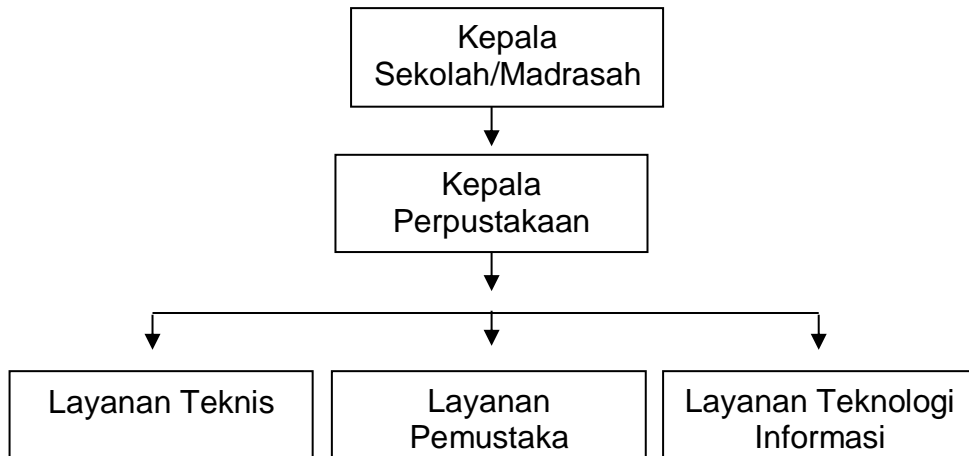 Kepala
Sekolah/Madrasah
Kepala
Perpustakaan
Layanan Teknis
Layanan
Pemustaka
Layanan Teknologi
Informasi